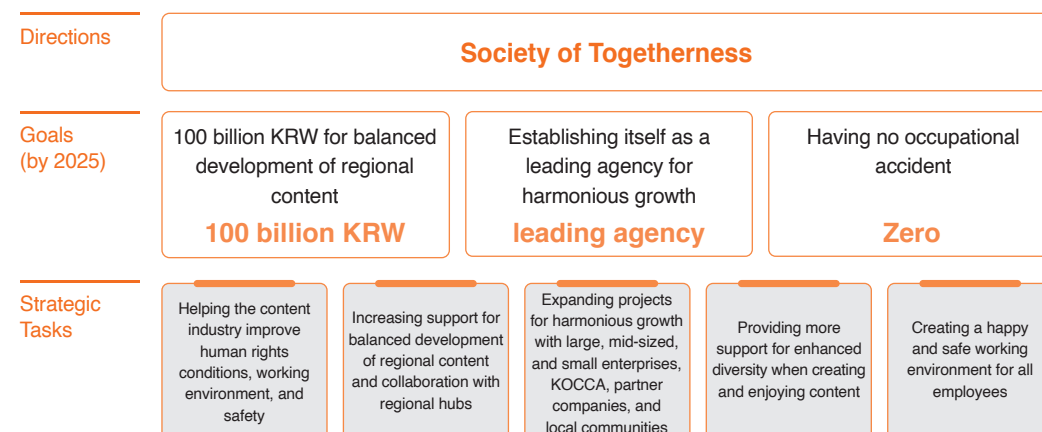 Directions
Society of Togetherness
Goals
(by 2025)
100 billion KRW for balanced
development of regional
content
100 billion KRW
Establishing itself as a
leading agency for
harmonious growth
leading agency
Having no occupational
accident
Zero
Strategic
Tasks
Helping the content
industry improve
human rights
conditions, working
environment, and
safety
Increasing support for
balanced development
of regional content
and collaboration with
regional hubs
Expanding projects
for harmonious growth
with large, mid-sized,
and small enterprises,
KOCCA, partner
companies, and
local communities
Providing more
support for enhanced
diversity when creating
and enjoying content
Creating a happy
and safe working
environment for all
employees